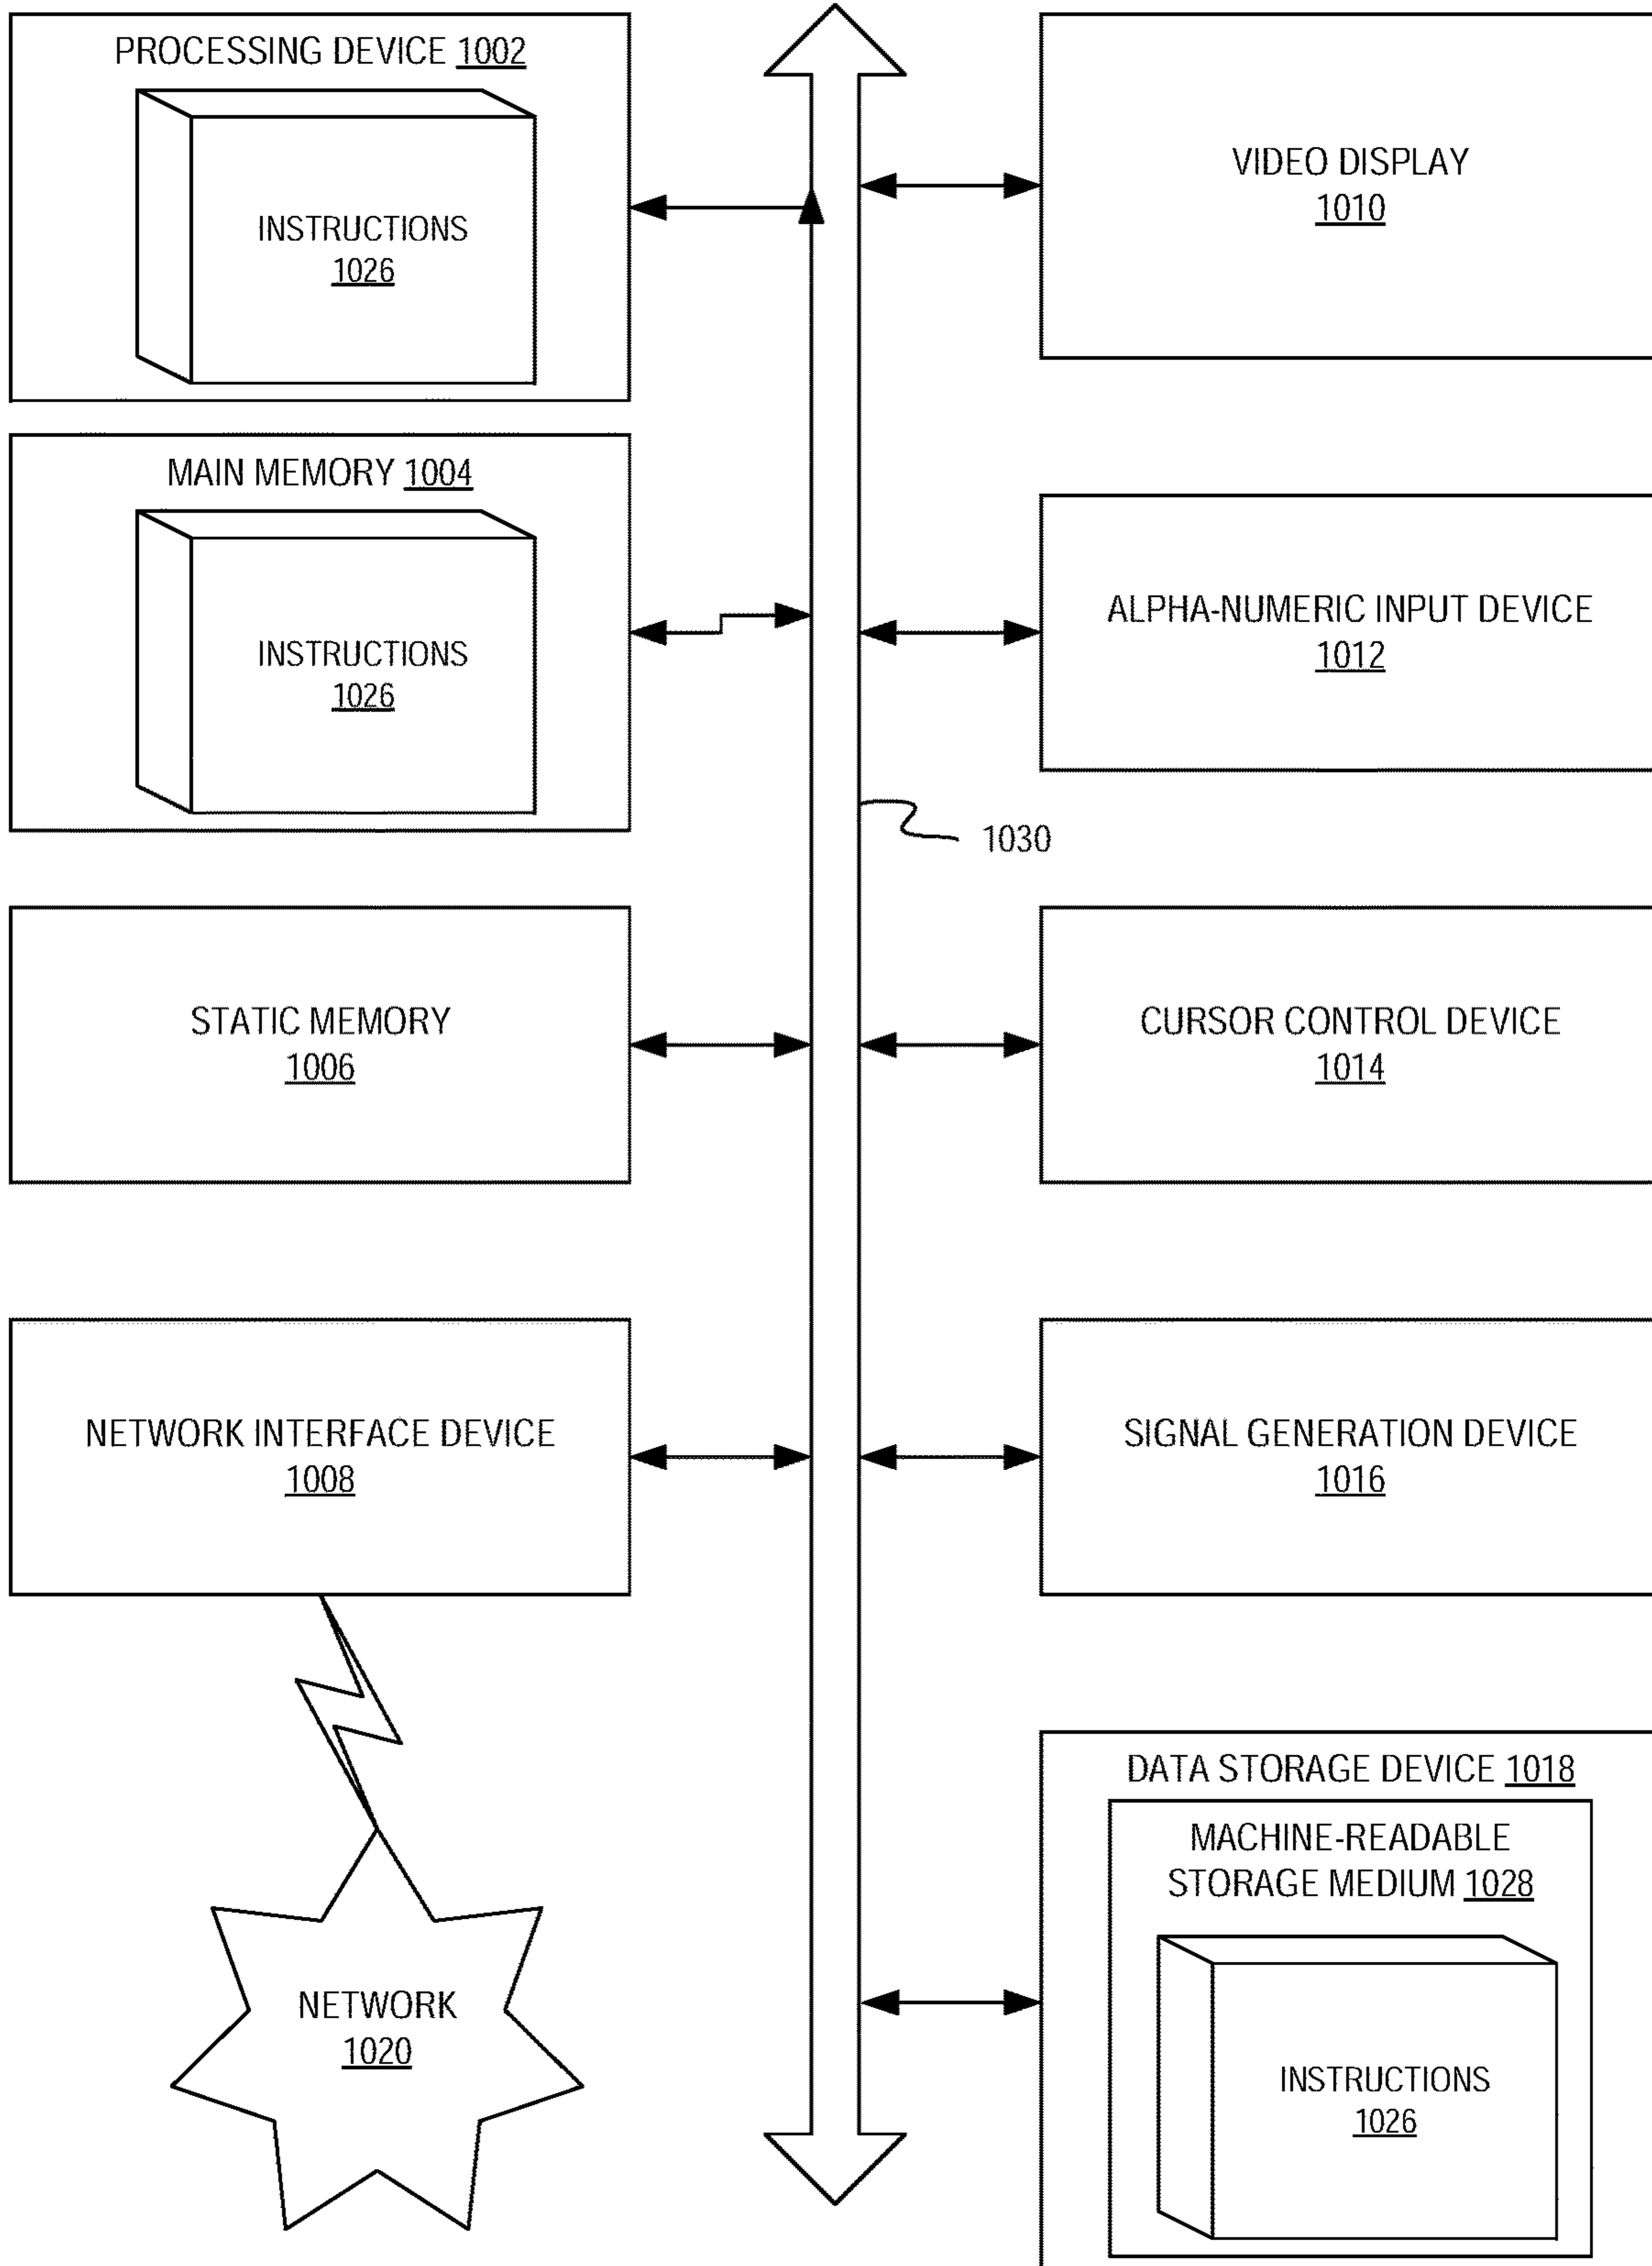 PROCESSING DEVICE 1002
INSTRUCTIONS
1026
MAIN MEMORY 1004
INSTRUCTIONS
1026
STATIC MEMORY
1006
NETWORK INTERFACE DEVICE
1008
NETWORK
1020
1030
VIDEO DISPLAY
1010
ALPHA-NUMERIC INPUT DEVICE
1012
CURSOR CONTROL DEVICE
1014
SIGNAL GENERATION DEVICE
1016
DATA STORAGE DEVICE 1018
MACHINE-READABLE
STORAGE MEDIUM 1028
INSTRUCTIONS
1026